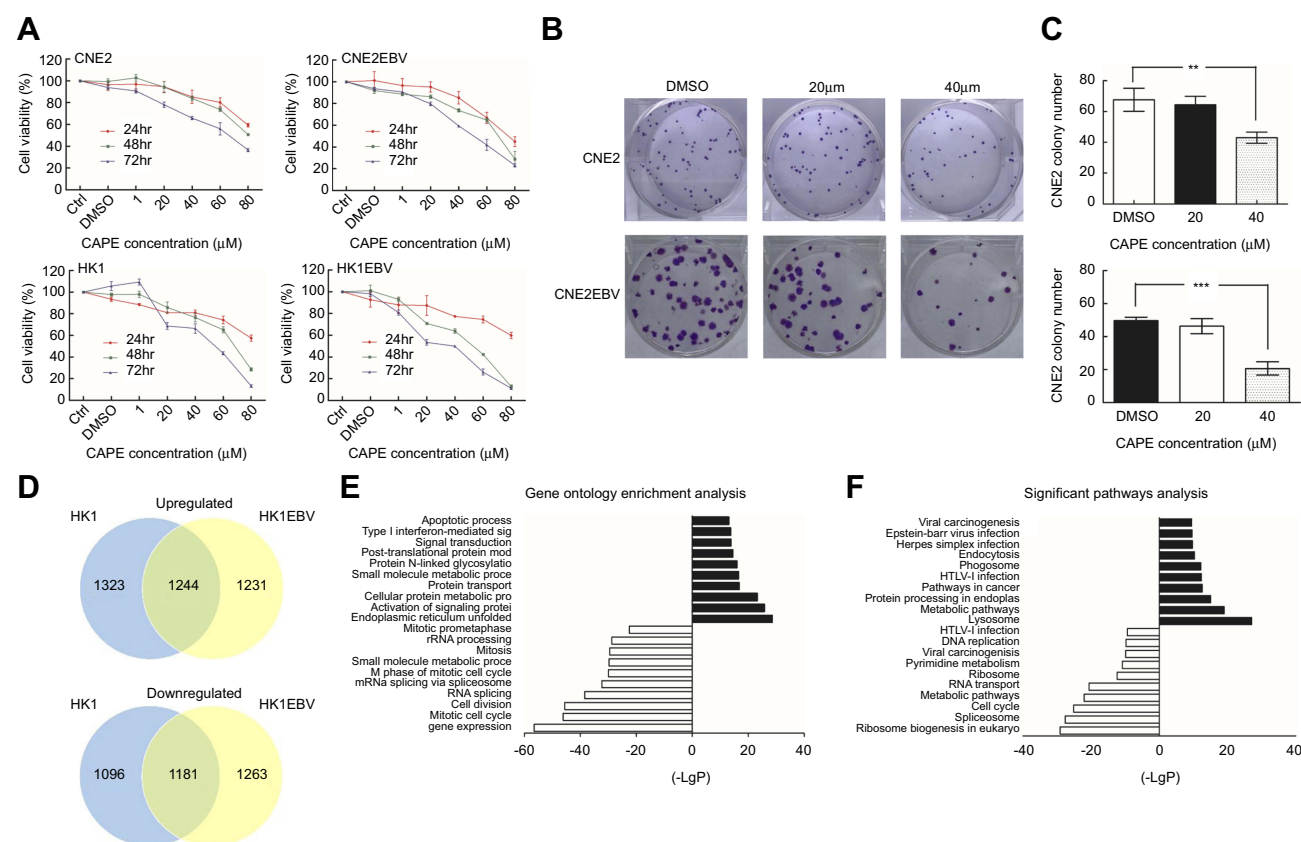 A
CNE2
120
100
80
60
40
20
0
Cell viability (%)
24hr
48hr
72hr
Ctrl
DMSO
1
20
40
60
80
CAPE concentration (μM)
CNE2EBV
120
100
80
60
40
20
0
Cell viability (%)
24hr
48hr
72hr
Ctrl
DMSO
1
20
40
60
80
CAPE concentration (μM)
HK1
120
100
80
60
40
20
0
Cell viability (%)
24hr
48hr
72hr
Ctrl
DMSO
1
20
40
60
80
CAPE concentration (μM)
HK1EBV
120
100
80
60
40
20
0
Cell viability (%)
24hr
48hr
72hr
Ctrl
DMSO
1
20
40
60
80
CAPE concentration (μM)
B
DMSO
20μm
40μm
CNE2
CNE2EBV
C
80
60
40
20
0
CNE2 colony number
**
DMSO
20
40
CAPE concentration (μM)
80
60
40
20
0
CNE2 colony number
***
DMSO
20
40
CAPE concentration (μM)
D
Upregulated
HK1
HK1EBV
1323
1244
1231
Downregulated
HK1
HK1EBV
1096
1181
1263
E
Gene ontology enrichment analysis
Apoptotic process
Type I interferon-mediated sig
Signal transduction
Post-translational protein mod
Protein N-linked glycosylatio
Small molecule metabolic proce
Protein transport
Cellular protein metabolic pro
Activation of signaling protei
Endoplasmic reticulum unfolded
Mitotic prometaphase
rRNA processing
Mitosis
Small molecule metabolic proce
M phase of mitotic cell cycle
mRNa splicing via spliceosome
RNA splicing
Cell division
Mitotic cell cycle
gene expression
-60
-40
-20
0
20
40
(-LgP)
F
Significant pathways analysis
Viral carcinogenesis
Epstein-barr virus infection
Herpes simplex infection
Endocytosis
Phogosome
HTLV-I infection
Pathways in cancer
Protein processing in endoplas
Metabolic pathways
Lysosome
HTLV-I infection
DNA replication
Viral carcinogenisis
Pyrimidine metabolism
Ribosome
RNA transport
Metabolic pathways
Cell cycle
Spliceosome
Ribosome biogenesis in eukaryo
-40
-20
0
20
40
(-LgP)